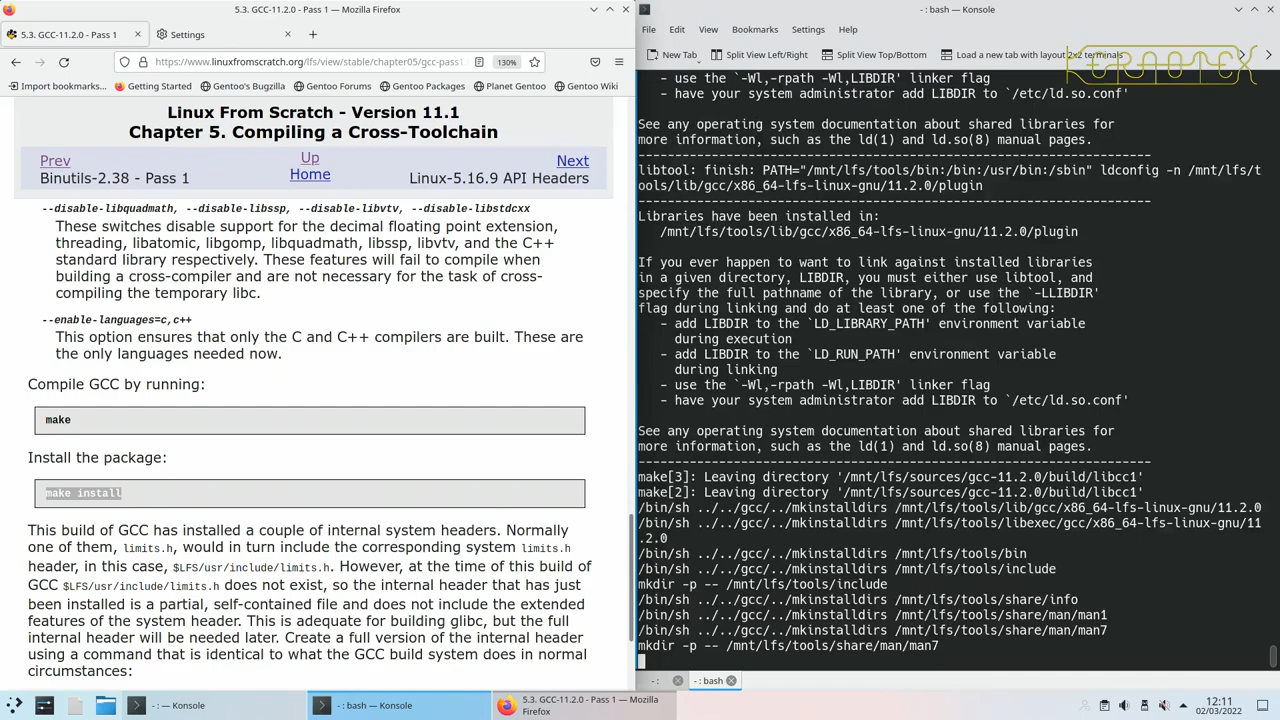 5.3. GCC-11.2.0 - Pass 1 — Mozilla Firefox
5.3. GCC-11.2.0 - Pass 1
Settings
https://www.linuxfromscratch.org/lfs/view/stable/chapter05/gcc-pass1.
130%
Import bookmarks...
Getting Started
Gentoo's Bugzilla
Gentoo Forums
Gentoo Packages
Planet Gentoo
Gentoo Wiki
Linux From Scratch - Version 11.1
Chapter 5. Compiling a Cross-Toolchain
Prev
Up
Next
Binutils-2.38 - Pass 1
Home
Linux-5.16.9 API Headers
--disable-libquadmath, --disable-libssp, --disable-libvtv, --disable-libstdcxx
These switches disable support for the decimal floating point extension,
threading, libatomic, libgomp, libquadmath, libssp, libvtv, and the C++
standard library respectively. These features will fail to compile when
building a cross-compiler and are not necessary for the task of cross-
compiling the temporary libc.
--enable-languages=c,c++
This option ensures that only the C and C++ compilers are built. These are
the only languages needed now.
Compile GCC by running:
make
Install the package:
make install
This build of GCC has installed a couple of internal system headers. Normally
one of them, limits.h, would in turn include the corresponding system limits.h
header, in this case, $LFS/usr/include/limits.h. However, at the time of this build of
GCC $LFS/usr/include/limits.h does not exist, so the internal header that has just
been installed is a partial, self-contained file and does not include the extended
features of the system header. This is adequate for building glibc, but the full
internal header will be needed later. Create a full version of the internal header
using a command that is identical to what the GCC build system does in normal
circumstances:
- : bash — Konsole
File Edit View Bookmarks Settings Help
New Tab
Split View Left/Right
Split View Top/Bottom
Load a new tab with layout 2x2 terminals
KERNOTEX
- use the `-Wl,-rpath -Wl,LIBDIR' linker flag
- have your system administrator add LIBDIR to `/etc/ld.so.conf'
See any operating system documentation about shared libraries for
more information, such as the ld(1) and ld.so(8) manual pages.
----------------------------------------------------------------------
libtool: finish: PATH="/mnt/lfs/tools/bin:/bin:/usr/bin:/sbin" ldconfig -n /mnt/lfs/t
ools/lib/gcc/x86_64-lfs-linux-gnu/11.2.0/plugin
----------------------------------------------------------------------
Libraries have been installed in:
/mnt/lfs/tools/lib/gcc/x86_64-lfs-linux-gnu/11.2.0/plugin
If you ever happen to want to link against installed libraries
in a given directory, LIBDIR, you must either use libtool, and
specify the full pathname of the library, or use the `-LLIBDIR'
flag during linking and do at least one of the following:
- add LIBDIR to the `LD_LIBRARY_PATH' environment variable
during execution
- add LIBDIR to the `LD_RUN_PATH' environment variable
during linking
- use the `-Wl,-rpath -Wl,LIBDIR' linker flag
- have your system administrator add LIBDIR to `/etc/ld.so.conf'
See any operating system documentation about shared libraries for
more information, such as the ld(1) and ld.so(8) manual pages.
----------------------------------------------------------------------
make[3]: Leaving directory '/mnt/lfs/sources/gcc-11.2.0/build/libcc1'
make[2]: Leaving directory '/mnt/lfs/sources/gcc-11.2.0/build/libcc1'
/bin/sh ../../gcc/../mkinstalldirs /mnt/lfs/tools/lib/gcc/x86_64-lfs-linux-gnu/11.2.0
/bin/sh ../../gcc/../mkinstalldirs /mnt/lfs/tools/libexec/gcc/x86_64-lfs-linux-gnu/11
.2.0
/bin/sh ../../gcc/../mkinstalldirs /mnt/lfs/tools/bin
/bin/sh ../../gcc/../mkinstalldirs /mnt/lfs/tools/include
mkdir -p -- /mnt/lfs/tools/include
/bin/sh ../../gcc/../mkinstalldirs /mnt/lfs/tools/share/info
/bin/sh ../../gcc/../mkinstalldirs /mnt/lfs/tools/share/man/man1
/bin/sh ../../gcc/../mkinstalldirs /mnt/lfs/tools/share/man/man7
mkdir -p -- /mnt/lfs/tools/share/man/man7
- :
- : bash
- : — Konsole
- : bash — Konsole
5.3. GCC-11.2.0 - Pass 1 — Mozilla
Firefox
12:11
02/03/2022